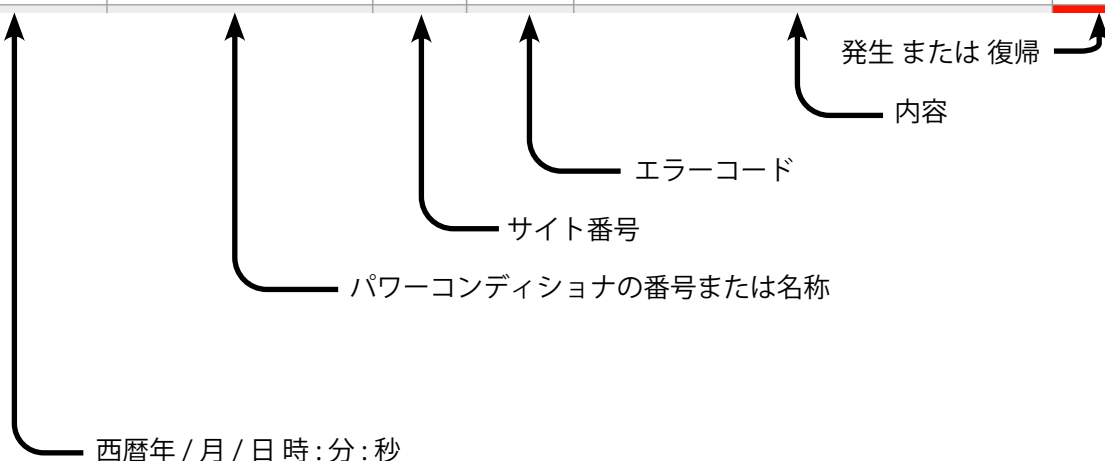 発生 または 復帰
内容
エラーコード
サイト番号
パワーコンディショナの番号または名称
西暦年 / 月 / 日 時 : 分 : 秒